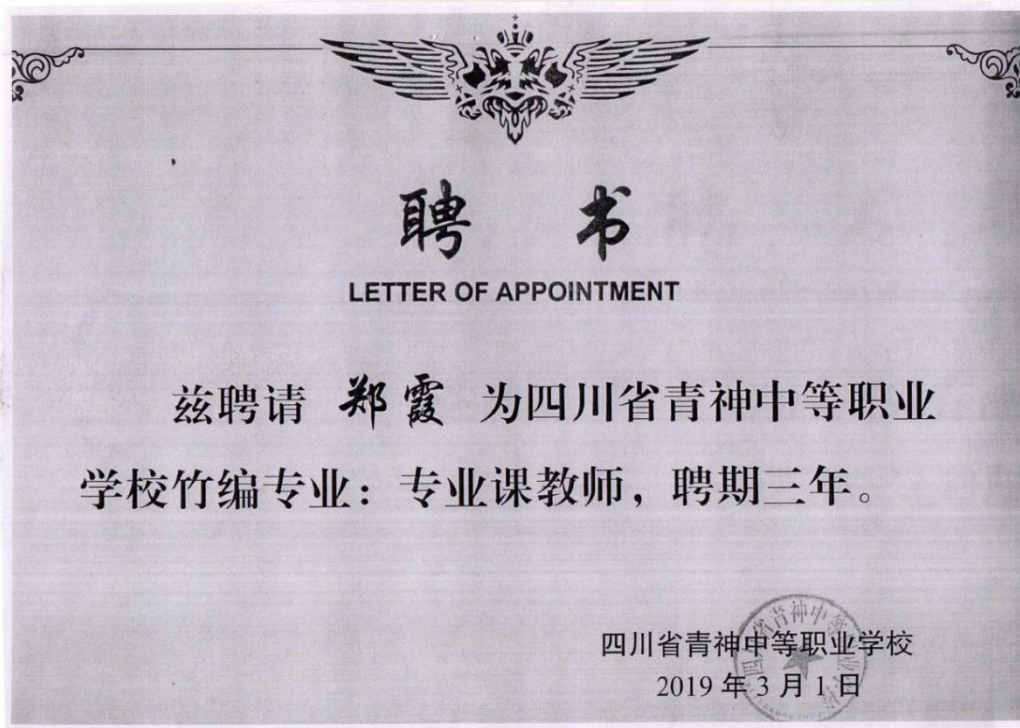 聘 书
LETTER OF APPOINTMENT
兹聘请 郑霞 为四川省青神中等职业
学校竹编专业：专业课教师，聘期三年。
四川省青神中等职业学校
2019 年 3 月 1 日